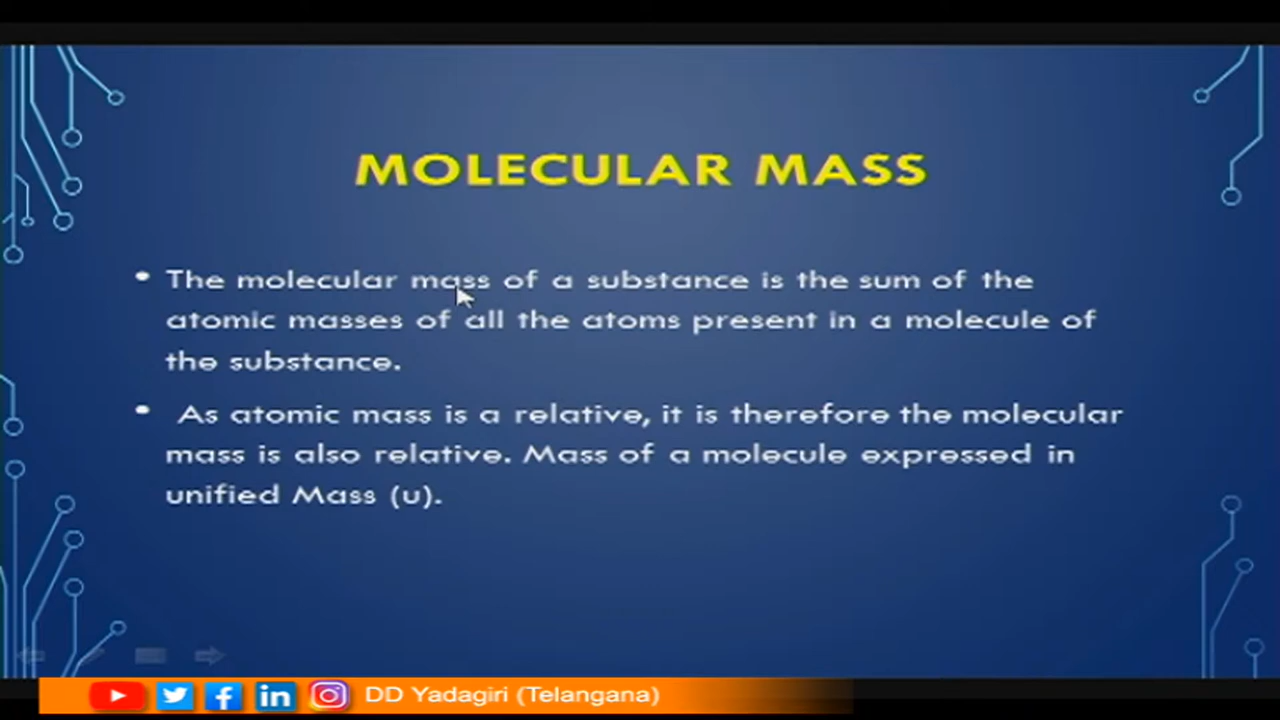 MOLECULAR MASS
• The molecular mass of a substance is the sum of the
atomic masses of all the atoms present in a molecule of
the substance.
• As atomic mass is a relative, it is therefore the molecular
mass is also relative. Mass of a molecule expressed in
unified Mass (u).
DD Yadagiri (Telangana)